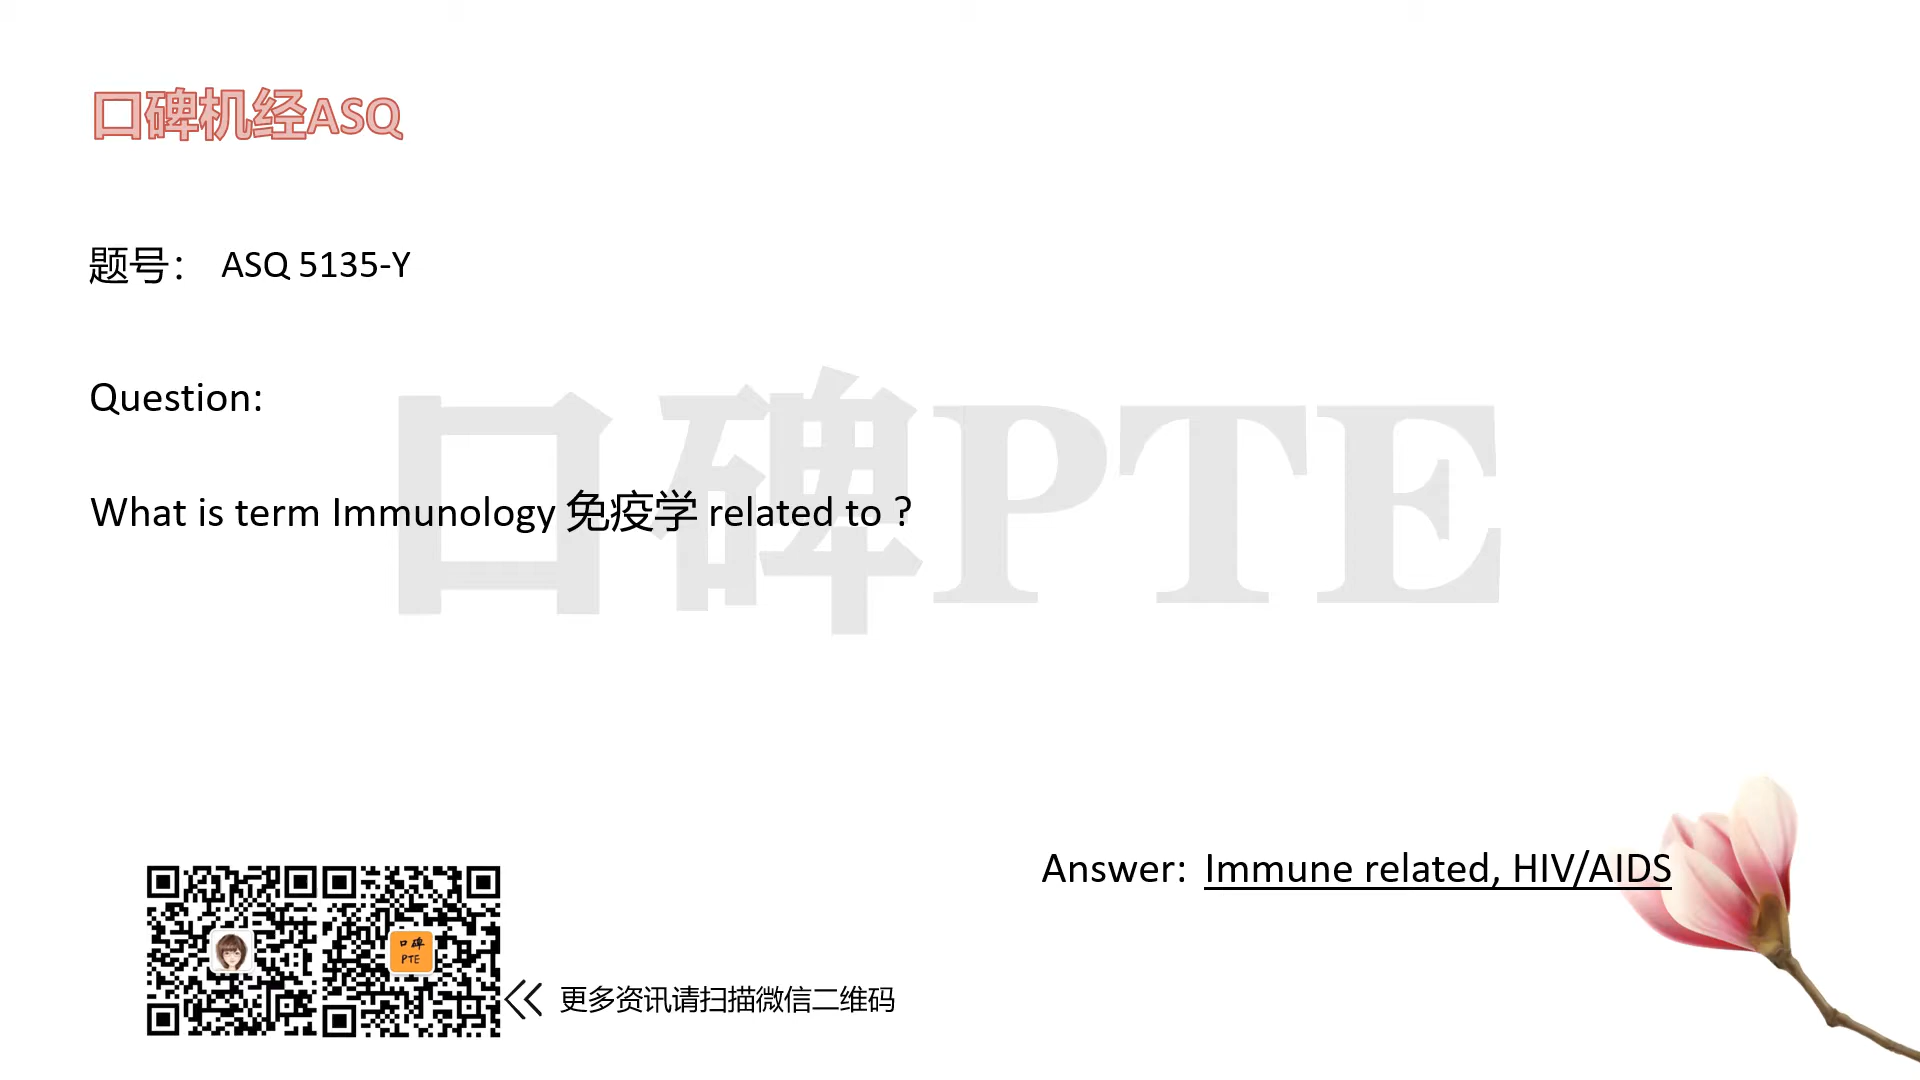 口碑机经ASQ
题号： ASQ 5135-Y
Question:
口碑PTE
What is term Immunology 免疫学 related to ?
Answer: Immune related, HIV/AIDS
口碑
PTE
更多资讯请扫描微信二维码